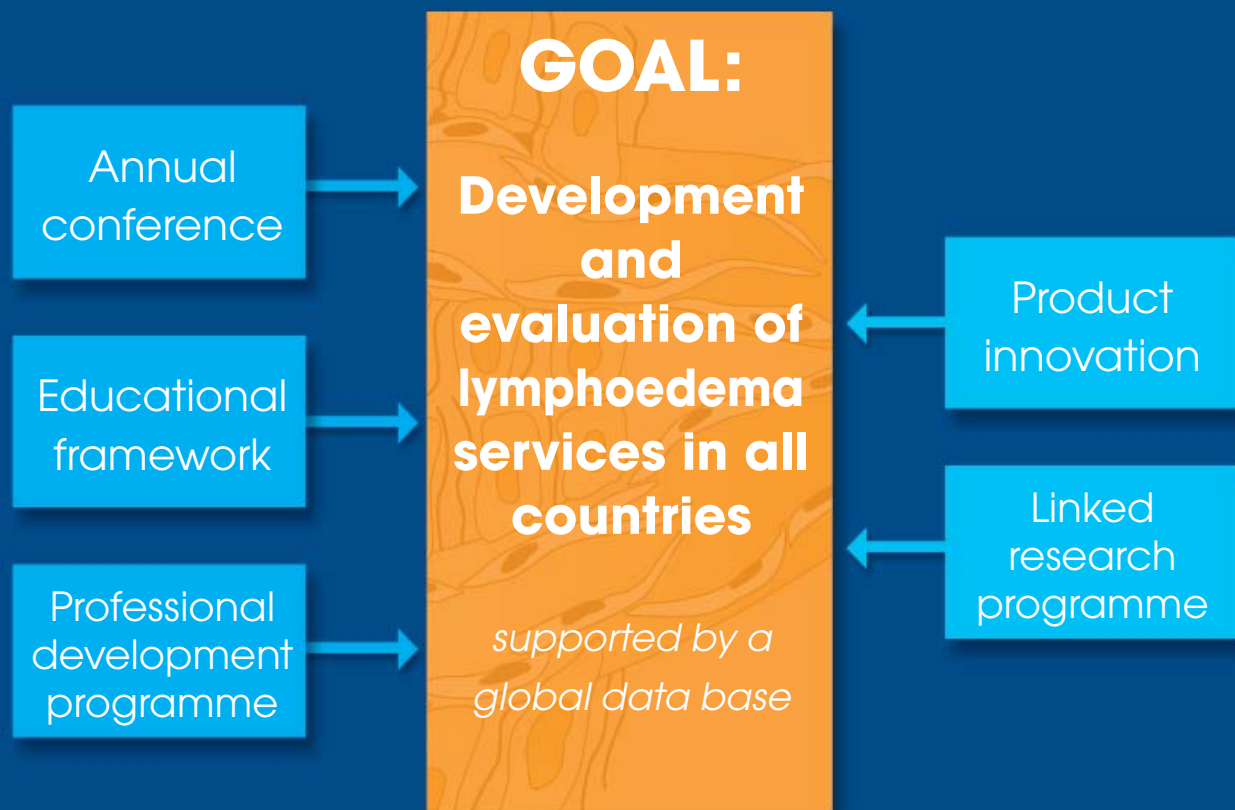 Annual
conference
Educational
framework
Professional
development
programme
GOAL:
Development
and
evaluation of
lymphoedema
services in all
countries
supported by a
global data base
Product
innovation
Linked
research
programme